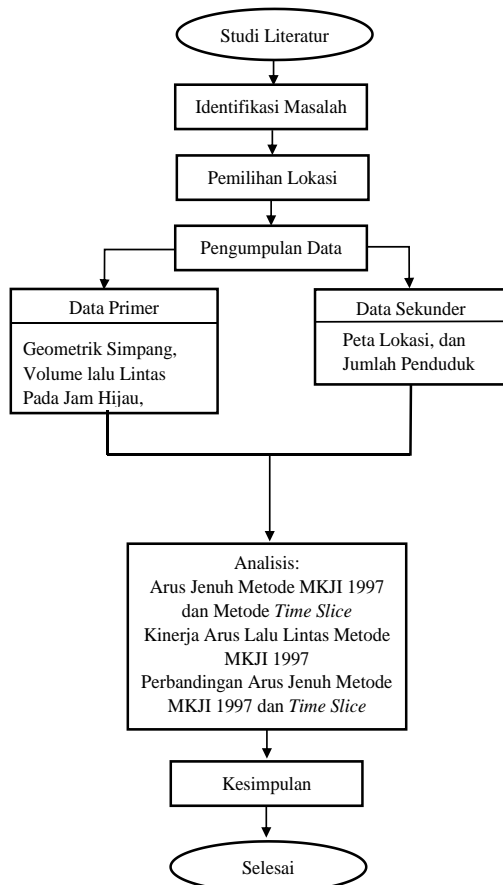 Studi Literatur
Identifikasi Masalah
Pemilihan Lokasi
Pengumpulan Data
Data Primer
Geometrik Simpang,
Volume lalu Lintas
Pada Jam Hijau,
Data Sekunder
Peta Lokasi, dan
Jumlah Penduduk
Analisis:
Arus Jenuh Metode MKJI 1997
dan Metode Time Slice
Kinerja Arus Lalu Lintas Metode
MKJI 1997
Perbandingan Arus Jenuh Metode
MKJI 1997 dan Time Slice
Kesimpulan
Selesai